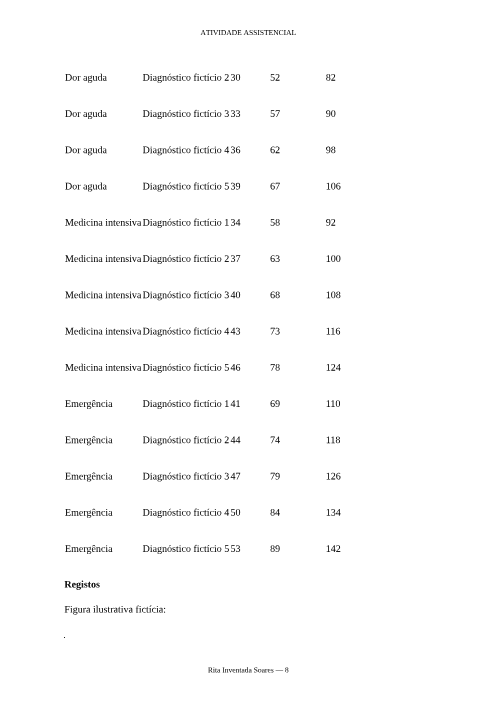 ATIVIDADE ASSISTENCIAL
Dor aguda Diagnóstico fictício 2 30 52 82
Dor aguda Diagnóstico fictício 3 33 57 90
Dor aguda Diagnóstico fictício 4 36 62 98
Dor aguda Diagnóstico fictício 5 39 67 106
Medicina intensiva Diagnóstico fictício 1 34 58 92
Medicina intensiva Diagnóstico fictício 2 37 63 100
Medicina intensiva Diagnóstico fictício 3 40 68 108
Medicina intensiva Diagnóstico fictício 4 43 73 116
Medicina intensiva Diagnóstico fictício 5 46 78 124
Emergência Diagnóstico fictício 1 41 69 110
Emergência Diagnóstico fictício 2 44 74 118
Emergência Diagnóstico fictício 3 47 79 126
Emergência Diagnóstico fictício 4 50 84 134
Emergência Diagnóstico fictício 5 53 89 142
Registos
Figura ilustrativa fictícia:
.
Rita Inventada Soares — 8